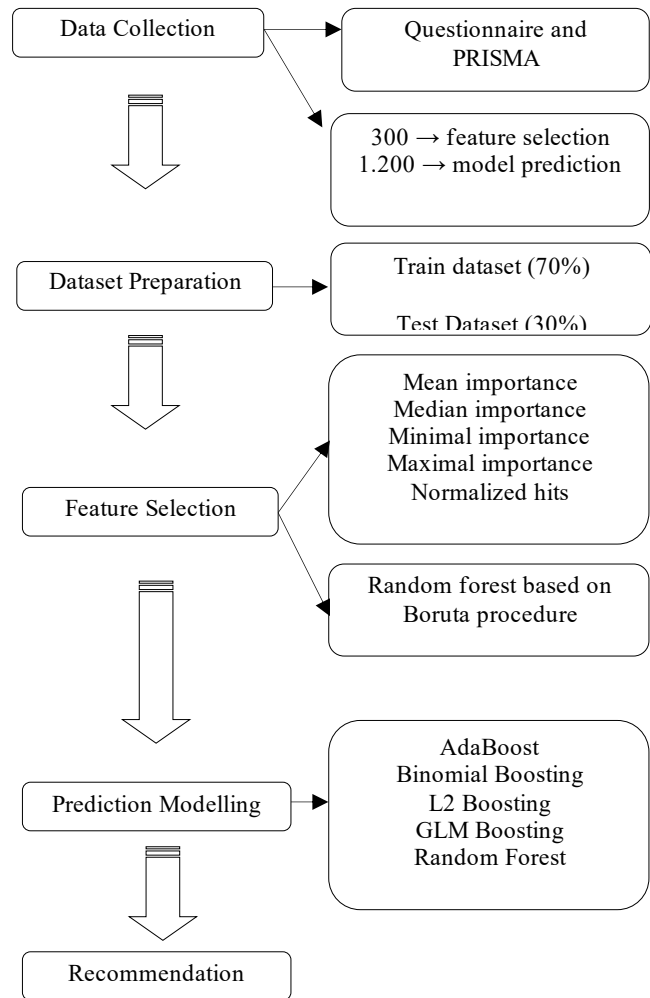 Data Collection
Questionnaire and
PRISMA
300 → feature selection
1.200 → model prediction
Dataset Preparation
Train dataset (70%)
Test Dataset (30%)
Mean importance
Median importance
Minimal importance
Maximal importance
Normalized hits
Feature Selection
Random forest based on
Boruta procedure
AdaBoost
Binomial Boosting
L2 Boosting
GLM Boosting
Random Forest
Prediction Modelling
Recommendation